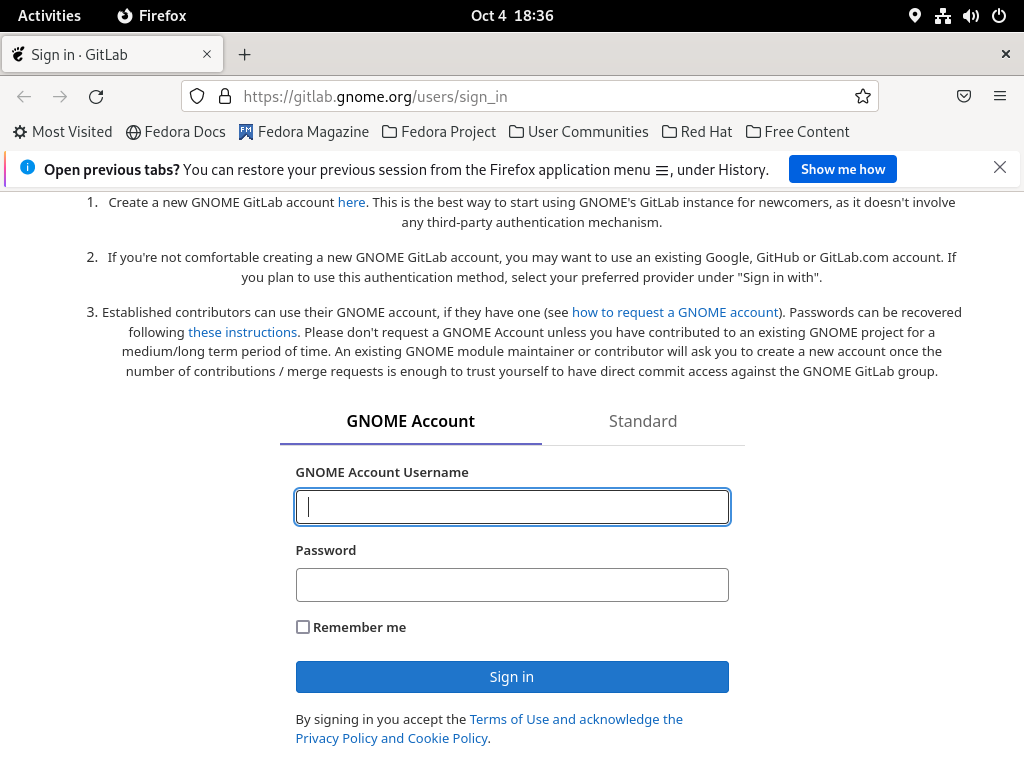 Activities Firefox Oct 4 18:36
Sign in · GitLab
https://gitlab.gnome.org/users/sign_in
Most Visited Fedora Docs Fedora Magazine Fedora Project User Communities Red Hat Free Content
Open previous tabs? You can restore your previous session from the Firefox application menu ☰, under History. Show me how
1. Create a new GNOME GitLab account here. This is the best way to start using GNOME's GitLab instance for newcomers, as it doesn't involve
any third-party authentication mechanism.
2. If you're not comfortable creating a new GNOME GitLab account, you may want to use an existing Google, GitHub or GitLab.com account. If
you plan to use this authentication method, select your preferred provider under "Sign in with".
3. Established contributors can use their GNOME account, if they have one (see how to request a GNOME account). Passwords can be recovered
following these instructions. Please don't request a GNOME Account unless you have contributed to an existing GNOME project for a
medium/long term period of time. An existing GNOME module maintainer or contributor will ask you to create a new account once the
number of contributions / merge requests is enough to trust yourself to have direct commit access against the GNOME GitLab group.
GNOME Account Standard
GNOME Account Username
Password
Remember me
Sign in
By signing in you accept the Terms of Use and acknowledge the
Privacy Policy and Cookie Policy.